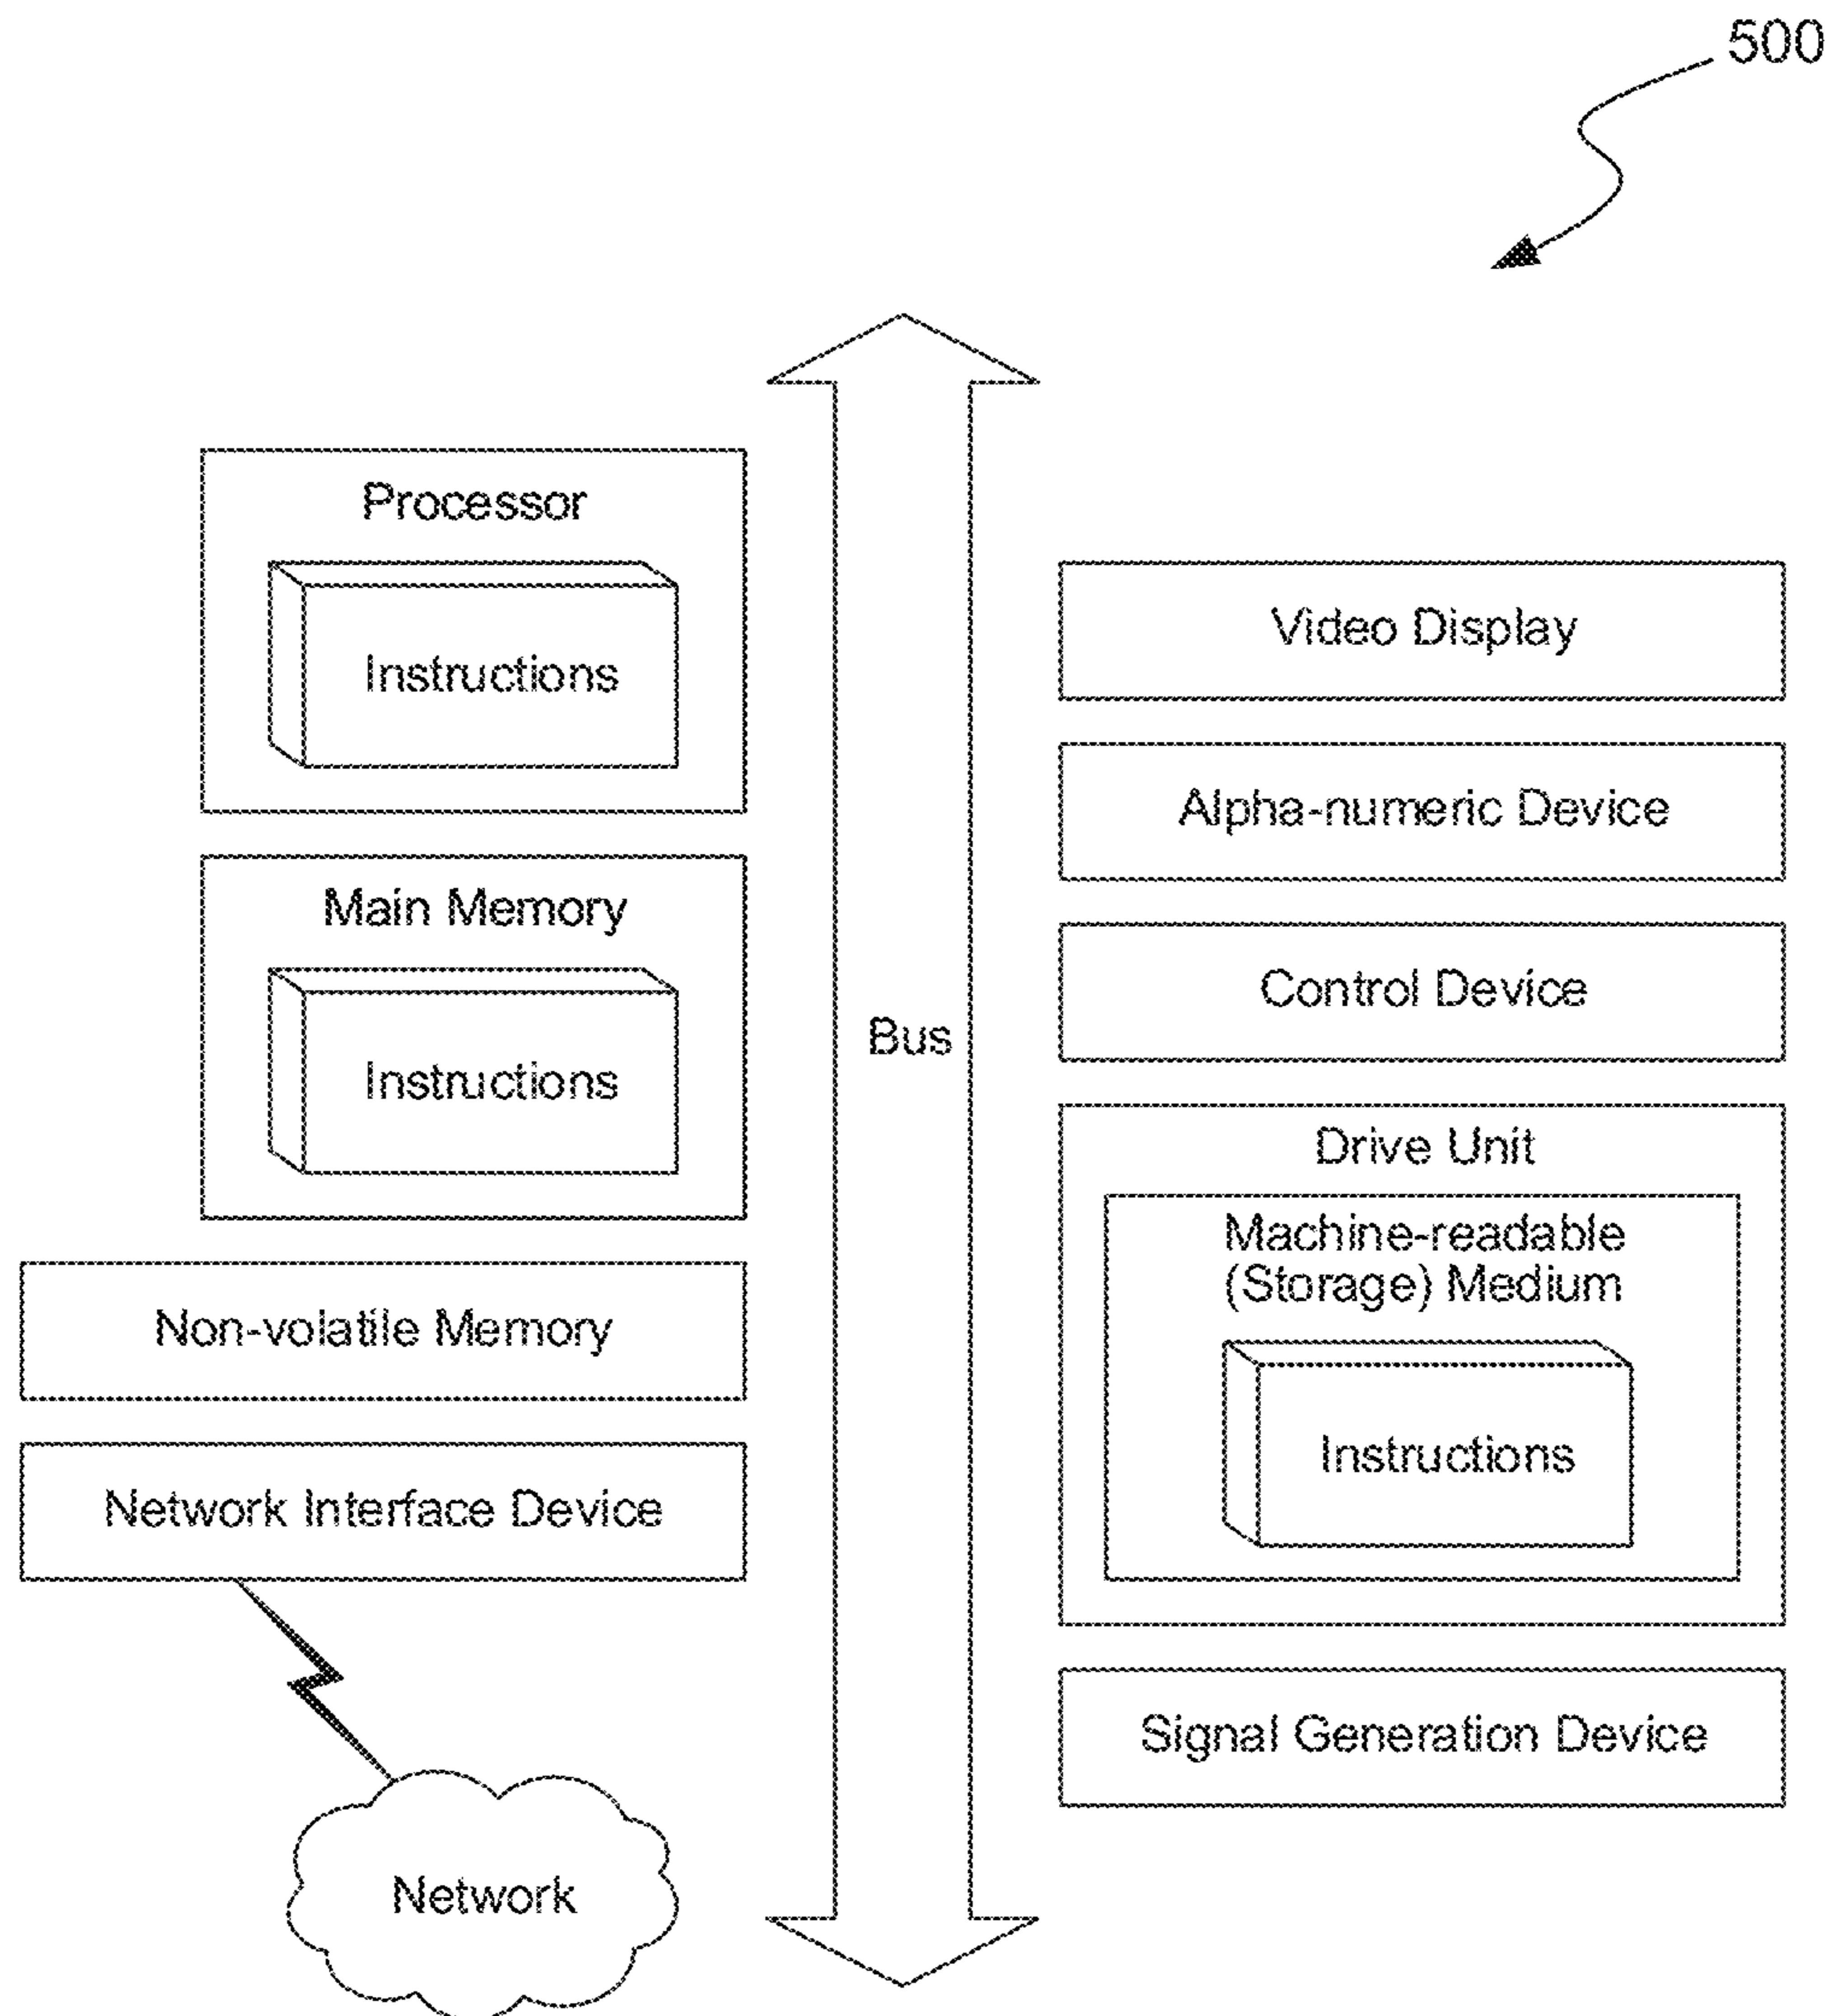 500
Processor
Instructions
Main Memory
Instructions
Non-volatile Memory
Network Interface Device
Network
Bus
Video Display
Alpha-numeric Device
Control Device
Drive Unit
Machine-readable
(Storage) Medium
Instructions
Signal Generation Device